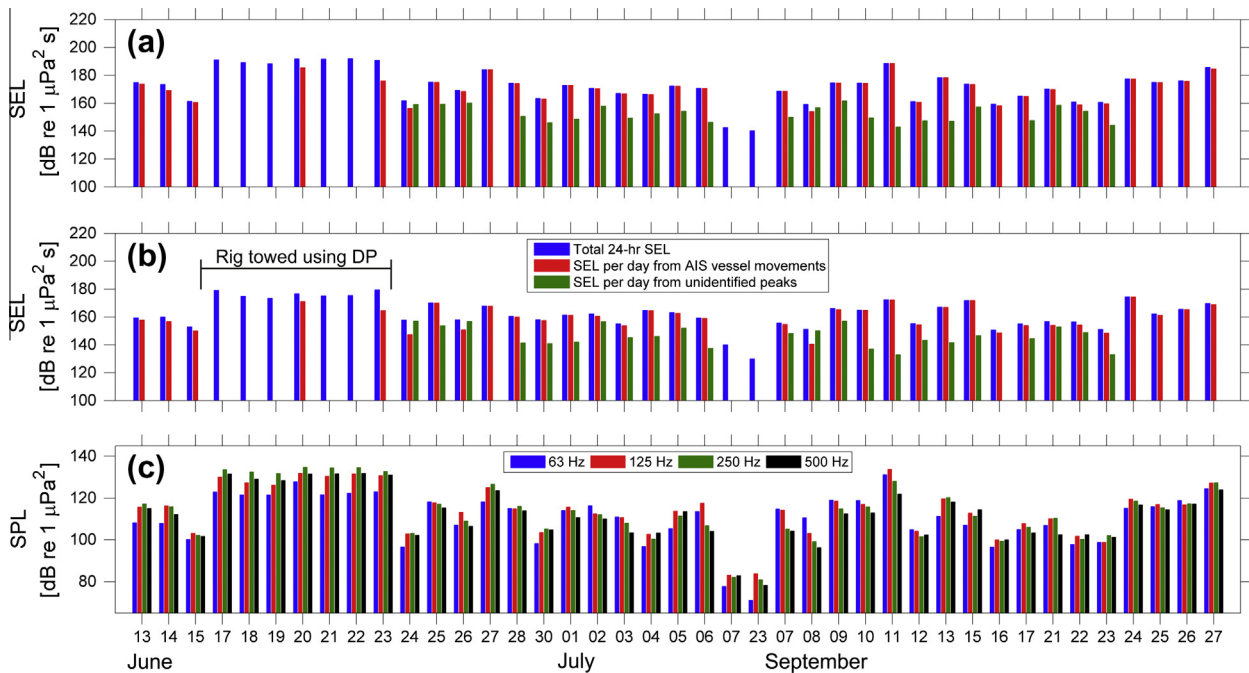 (a)
220
200
180
160
140
120
100
SEL
[dB re 1 μPa² s]
(b)
220
200
180
160
140
120
100
SEL
[dB re 1 μPa² s]
Rig towed using DP
Total 24-hr SEL
SEL per day from AIS vessel movements
SEL per day from unidentified peaks
(c)
140
120
100
80
SPL
[dB re 1 μPa²]
63 Hz 125 Hz 250 Hz 500 Hz
13 14 15 17 18 19 20 21 22 23 24 25 26 27 28 30 01 02 03 04 05 06 07 23 07 08 09 10 11 12 13 15 16 17 21 22 23 24 25 26 27
June July September